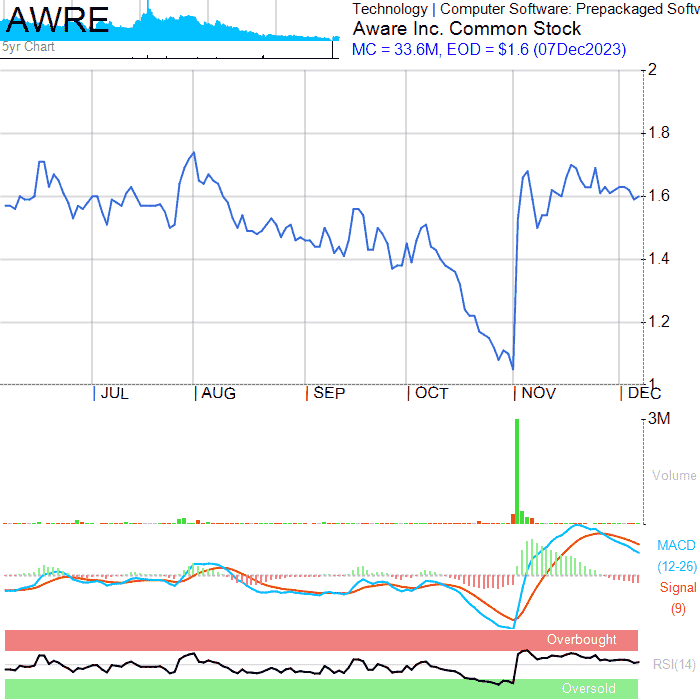 AWRE
5yr Chart
Technology | Computer Software: Prepackaged Softw
Aware Inc. Common Stock
MC = 33.6M, EOD = $1.6 (07Dec2023)
2
1.8
1.6
1.4
1.2
1
JUL AUG SEP OCT NOV DEC
3M
Volume
MACD
(12-26)
Signal
(9)
Overbought
RSI(14)
Oversold